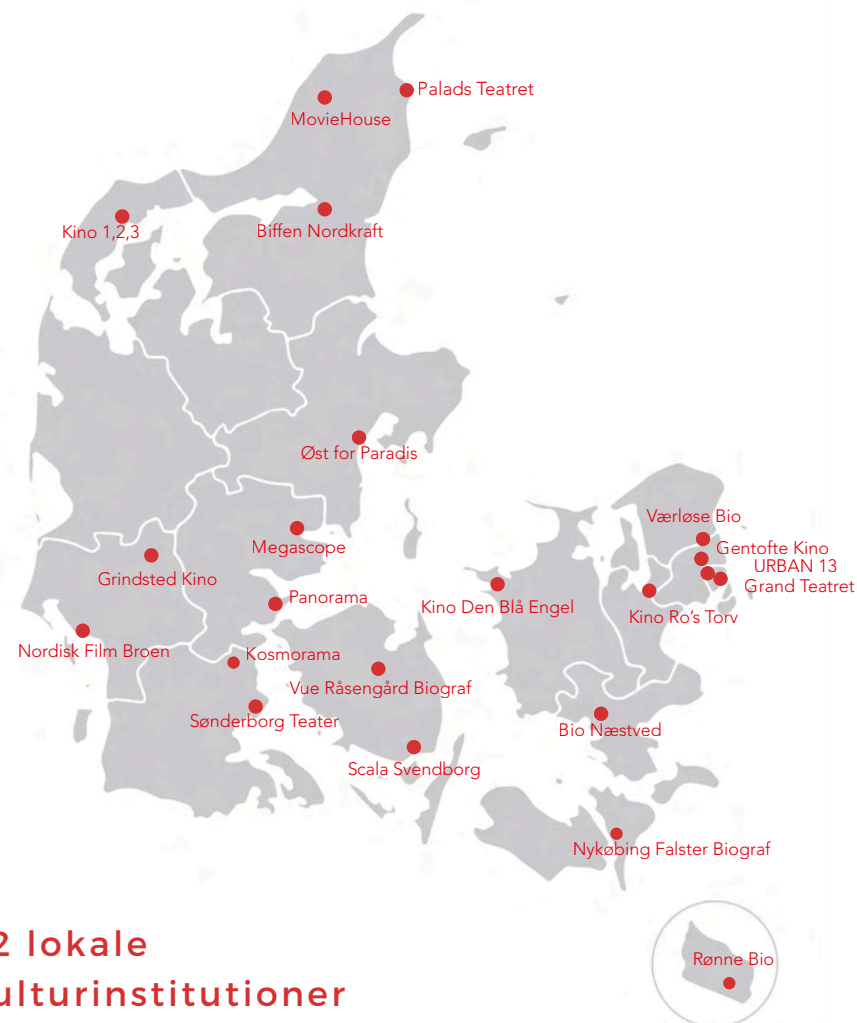 Palads Teatret
MovieHouse
Kino 1,2,3
Biffen Nordkraft
Øst for Paradis
Værløse Bio
Megascope
Gentofte Kino
URBAN 13
Grindsted Kino
Grand Teatret
Panorama
Kino Den Blå Engel
Kino Ro's Torv
Nordisk Film Broen
Kosmorama
Vue Råsengård Biograf
Sønderborg Teater
Bio Næstved
Scala Svendborg
Nykøbing Falster Biograf
2 lokale
ulturinstitutioner
Rønne Bio